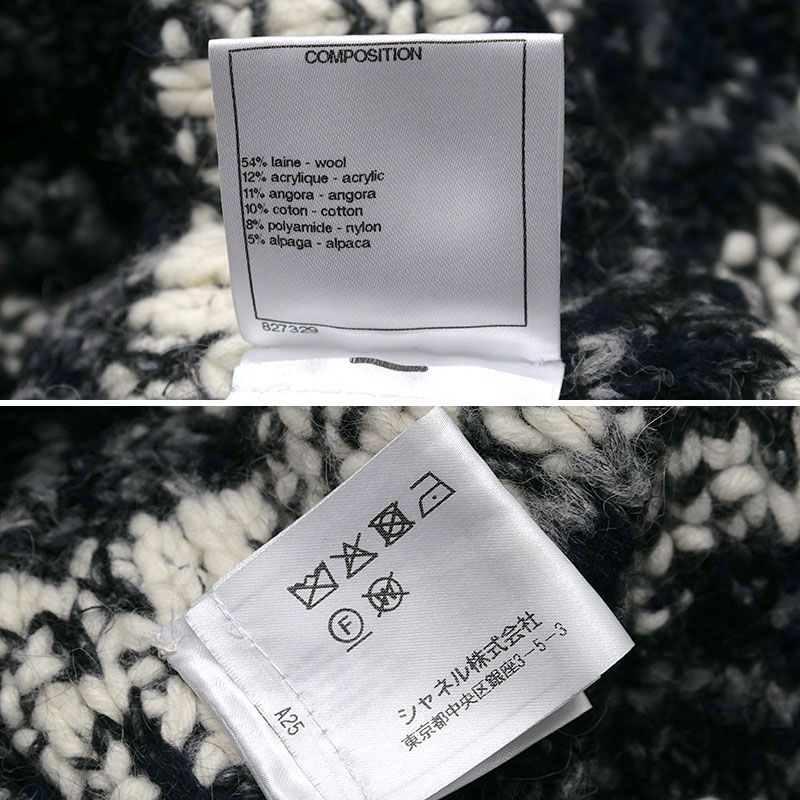 COMPOSITION
54% laine - wool
12% acrylique - acrylic
11% angora - angora
10% coton - cotton
8% polyamide - nylon
5% alpaga - alpaca
827329
F
W
シャネル株式会社
東京都中央区銀座3-5-3
A25